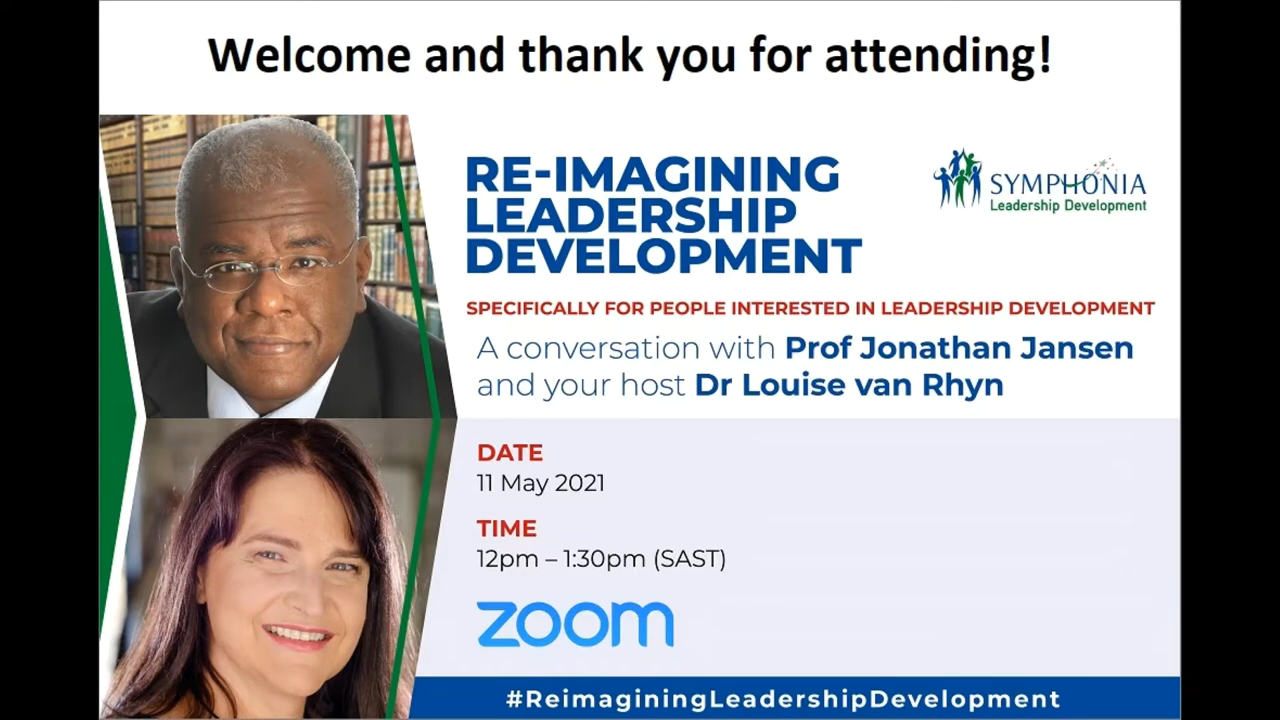 Welcome and thank you for attending!
RE-IMAGINING
LEADERSHIP
DEVELOPMENT
SYMPHONIA
Leadership Development
SPECIFICALLY FOR PEOPLE INTERESTED IN LEADERSHIP DEVELOPMENT
A conversation with Prof Jonathan Jansen
and your host Dr Louise van Rhyn
DATE
11 May 2021
TIME
12pm – 1:30pm (SAST)
zoom
#ReimaginingLeadershipDevelopment